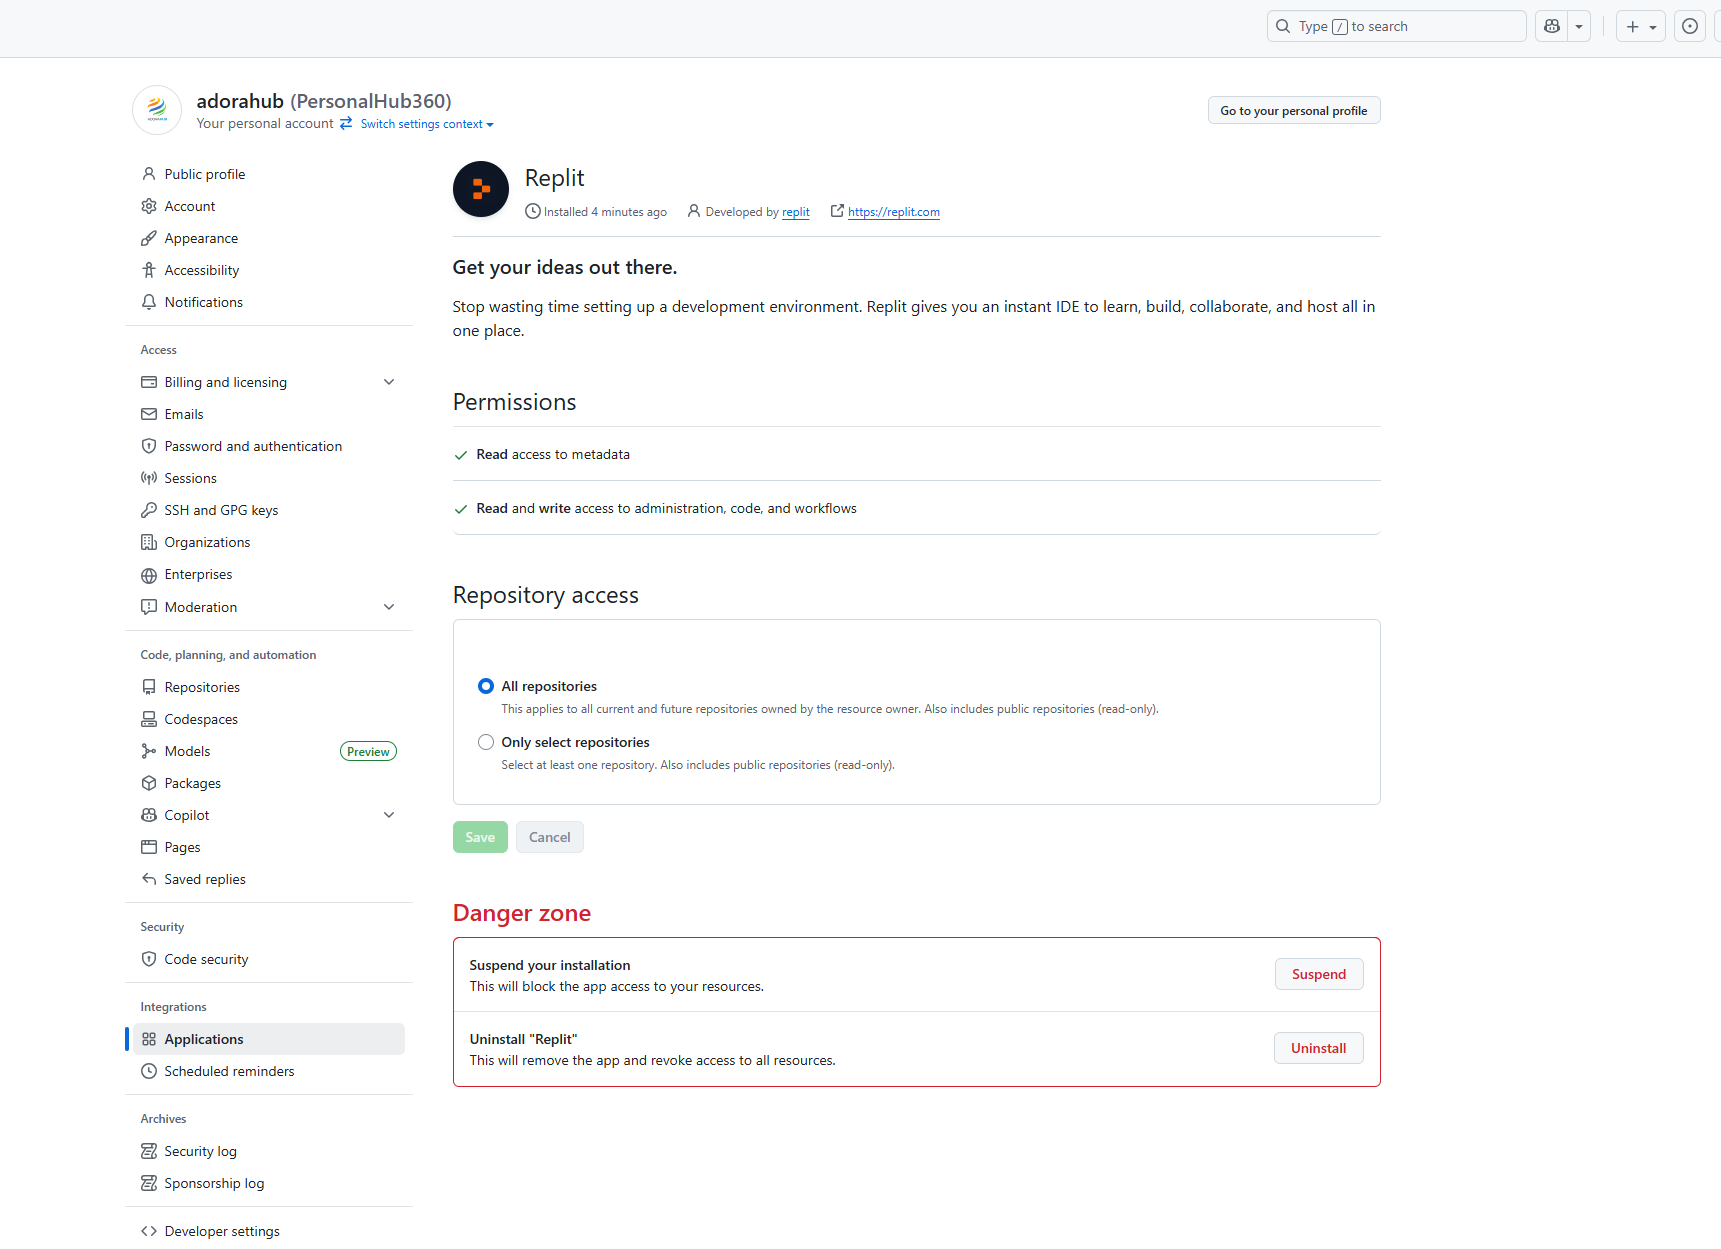 Type / to search
adorahub (PersonalHub360)
Your personal account Switch settings context
Go to your personal profile
Public profile
Account
Appearance
Accessibility
Notifications
Access
Billing and licensing
Emails
Password and authentication
Sessions
SSH and GPG keys
Organizations
Enterprises
Moderation
Code, planning, and automation
Repositories
Codespaces
Models Preview
Packages
Copilot
Pages
Saved replies
Security
Code security
Integrations
Applications
Scheduled reminders
Archives
Security log
Sponsorship log
Developer settings
Replit
Installed 4 minutes ago Developed by replit https://replit.com
Get your ideas out there.
Stop wasting time setting up a development environment. Replit gives you an instant IDE to learn, build, collaborate, and host all in
one place.
Permissions
Read access to metadata
Read and write access to administration, code, and workflows
Repository access
All repositories
This applies to all current and future repositories owned by the resource owner. Also includes public repositories (read-only).
Only select repositories
Select at least one repository. Also includes public repositories (read-only).
Save Cancel
Danger zone
Suspend your installation
This will block the app access to your resources.
Suspend
Uninstall "Replit"
This will remove the app and revoke access to all resources.
Uninstall